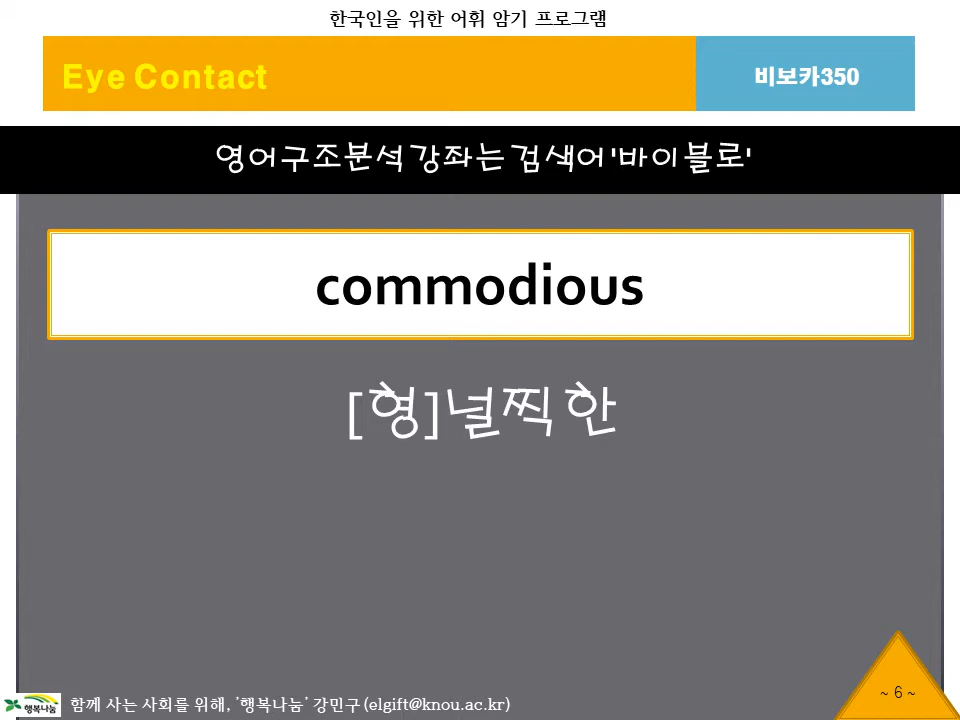 한국인을 위한 어휘 암기 프로그램
Eye Contact
비보카350
영어구조분석 강좌는 검색어 '바이블로'
commodious
[형]널찍한
~ 6 ~
행복나눔
함께 사는 사회를 위해, '행복나눔' 강민구 (elgift@knou.ac.kr)